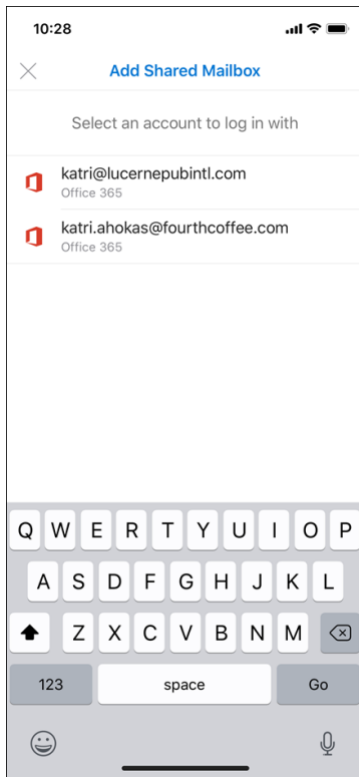 10:28
Add Shared Mailbox
Select an account to log in with
katri@lucernepubintl.com
Office 365
katri.ahokas@fourthcoffee.com
Office 365
Q W E R T Y U I O P
A S D F G H J K L
Z X C V B N M
123 space Go